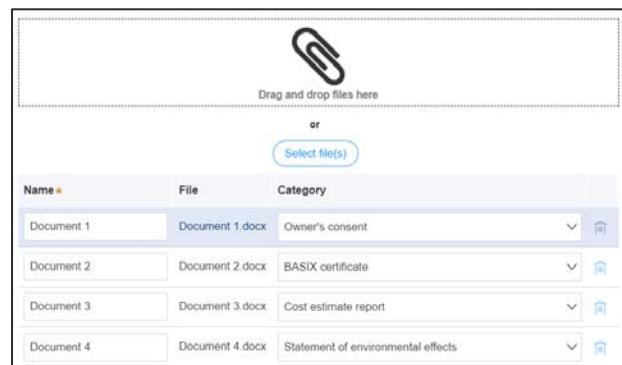 Drag and drop files here
or
Select file(s)
Name* File Category
Document 1 Document 1.docx Owner's consent
Document 2 Document 2.docx BASIX certificate
Document 3 Document 3.docx Cost estimate report
Document 4 Document 4.docx Statement of environmental effects